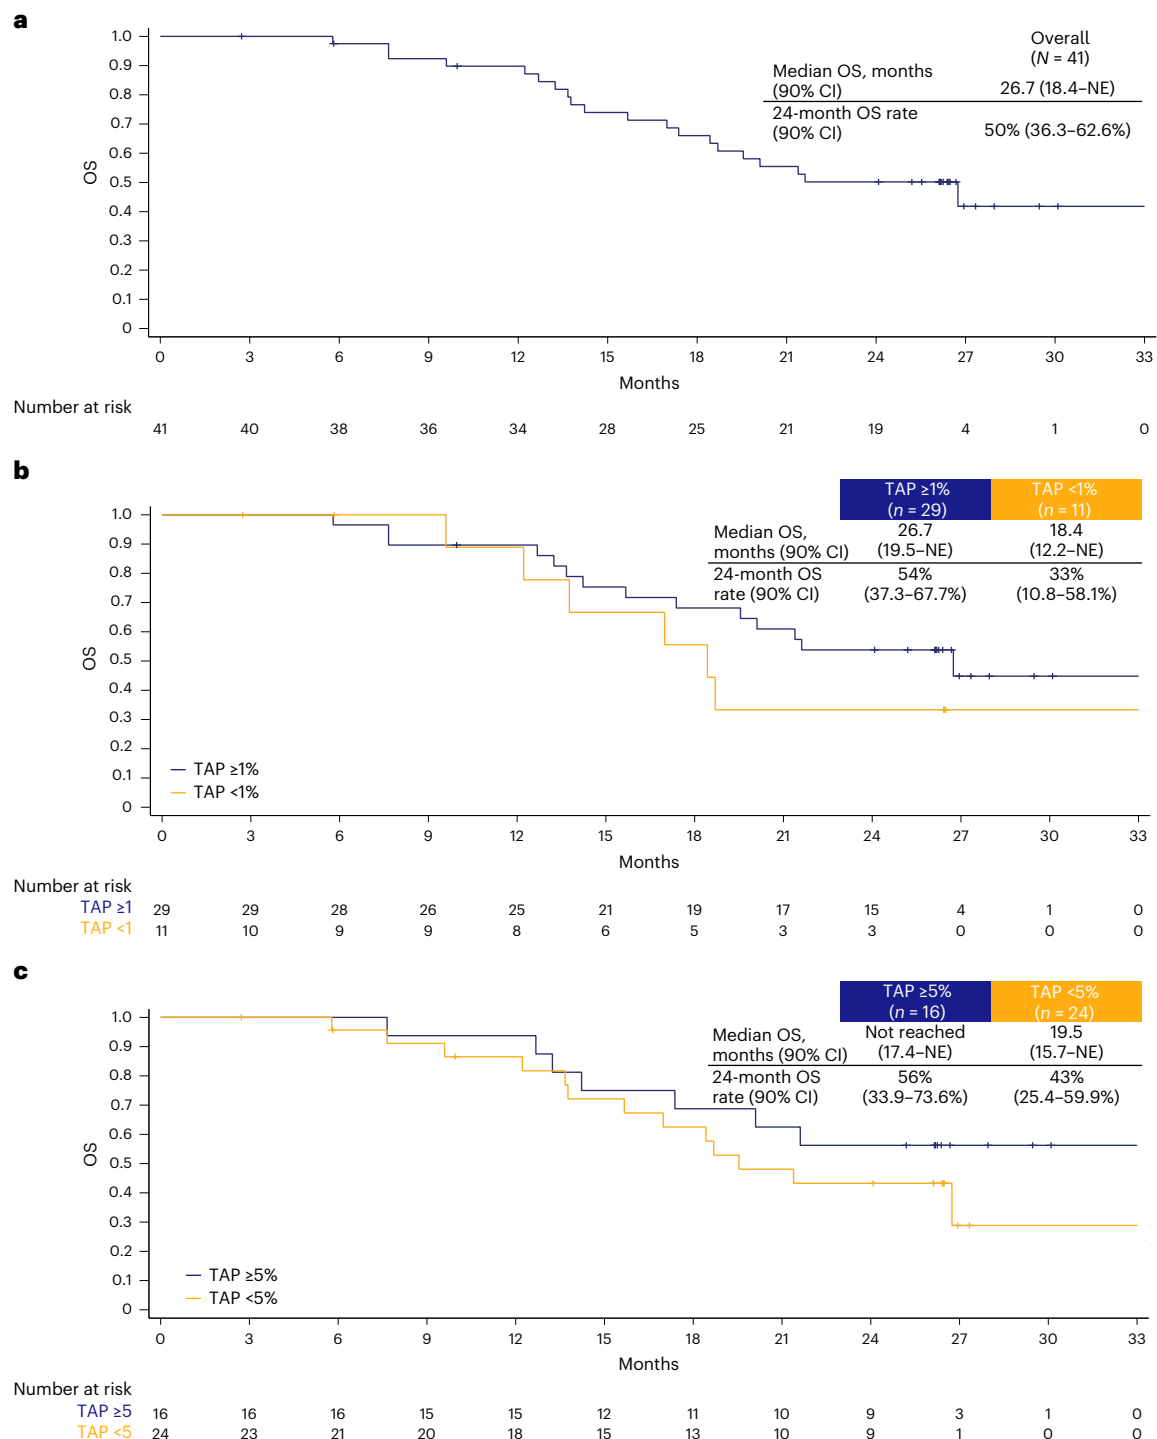 a
Overall
(N = 41)
Median OS, months
(90% CI)
26.7 (18.4–NE)
24-month OS rate
(90% CI)
50% (36.3–62.6%)
1.0
0.9
0.8
0.7
0.6
0.5
0.4
0.3
0.2
0.1
0
OS
0 3 6 9 12 15 18 21 24 27 30 33
Months
Number at risk
41 40 38 36 34 28 25 21 19 4 1 0
b
TAP ≥1% TAP <1%
(n = 29) (n = 11)
Median OS, 26.7 18.4
months (90% CI) (19.5–NE) (12.2–NE)
24-month OS 54% 33%
rate (90% CI) (37.3–67.7%) (10.8–58.1%)
1.0
0.9
0.8
0.7
0.6
0.5
0.4
0.3
0.2
0.1
0
OS
TAP ≥1%
TAP <1%
0 3 6 9 12 15 18 21 24 27 30 33
Months
Number at risk
TAP ≥1 29 29 28 26 25 21 19 17 15 4 1 0
TAP <1 11 10 9 9 8 6 5 3 3 0 0 0
c
TAP ≥5% TAP <5%
(n = 16) (n = 24)
Median OS, Not reached 19.5
months (90% CI) (17.4–NE) (15.7–NE)
24-month OS 56% 43%
rate (90% CI) (33.9–73.6%) (25.4–59.9%)
1.0
0.9
0.8
0.7
0.6
0.5
0.4
0.3
0.2
0.1
0
OS
TAP ≥5%
TAP <5%
0 3 6 9 12 15 18 21 24 27 30 33
Months
Number at risk
TAP ≥5 16 16 16 15 15 12 11 10 9 3 1 0
TAP <5 24 23 21 20 18 15 13 10 9 1 0 0